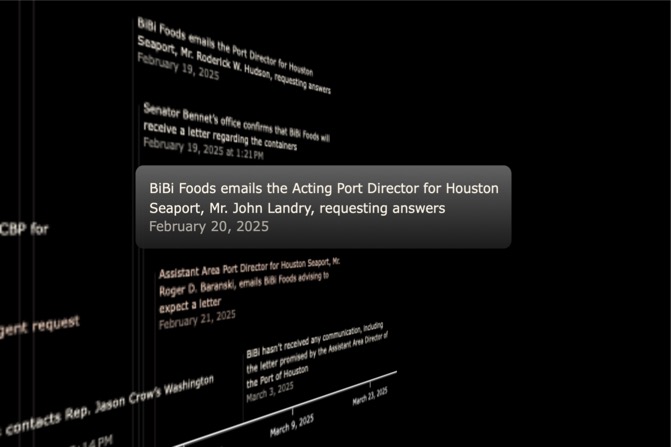 BiBi Foods emails the Port Director for Houston
Seaport, Mr. Roderick W. Hudson, requesting answers
February 19, 2025
Senator Bennet's office confirms that BiBi Foods will
receive a letter regarding the containers
February 19, 2025 at 1:21PM
BiBi Foods emails the Acting Port Director for Houston
Seaport, Mr. John Landry, requesting answers
February 20, 2025
CBP for
Assistant Area Port Director for Houston Seaport, Mr.
Roger D. Baranski, emails BiBi Foods advising to
expect a letter
February 21, 2025
gent request
BiBi hasn't received any communication, including
the letter promised by the Assistant Area Director of
the Port of Houston
March 3, 2025
contacts Rep. Jason Crow's Washington
14PM
March 9, 2025
March 23, 2025